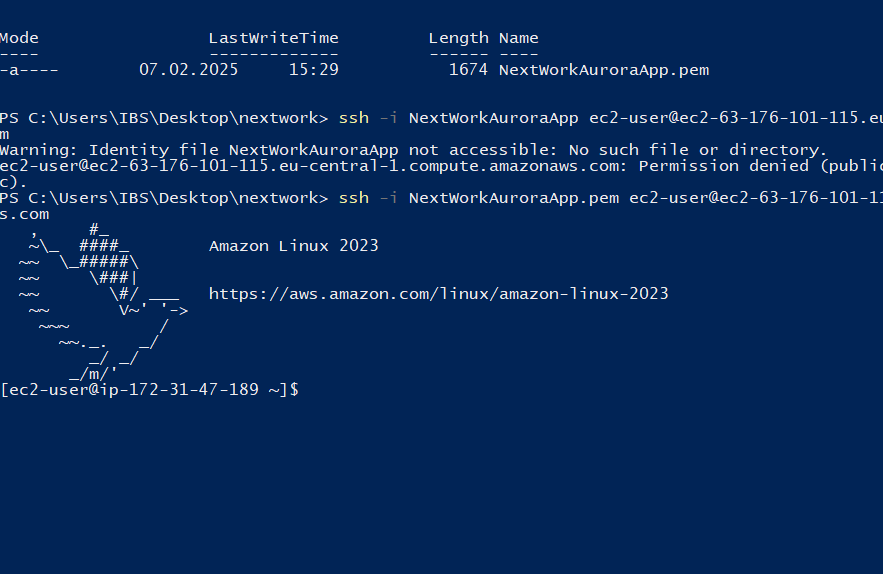 Mode                 LastWriteTime         Length Name
----                 -------------         ------ ----
-a----        07.02.2025     15:29           1674 NextWorkAuroraApp.pem
PS C:\Users\IBS\Desktop\nextwork> ssh -i NextWorkAuroraApp ec2-user@ec2-63-176-101-115.eu
m
Warning: Identity file NextWorkAuroraApp not accessible: No such file or directory.
ec2-user@ec2-63-176-101-115.eu-central-1.compute.amazonaws.com: Permission denied (public
c).
PS C:\Users\IBS\Desktop\nextwork> ssh -i NextWorkAuroraApp.pem ec2-user@ec2-63-176-101-11
s.com
   ,     #_
   ~\_  ####_        Amazon Linux 2023
  ~~  \_#####\
  ~~     \###|
  ~~       \#/ ___   https://aws.amazon.com/linux/amazon-linux-2023
   ~~       V~' '->
    ~~~         /
      ~~._.   _/
         _/ _/
       _/m/'
[ec2-user@ip-172-31-47-189 ~]$